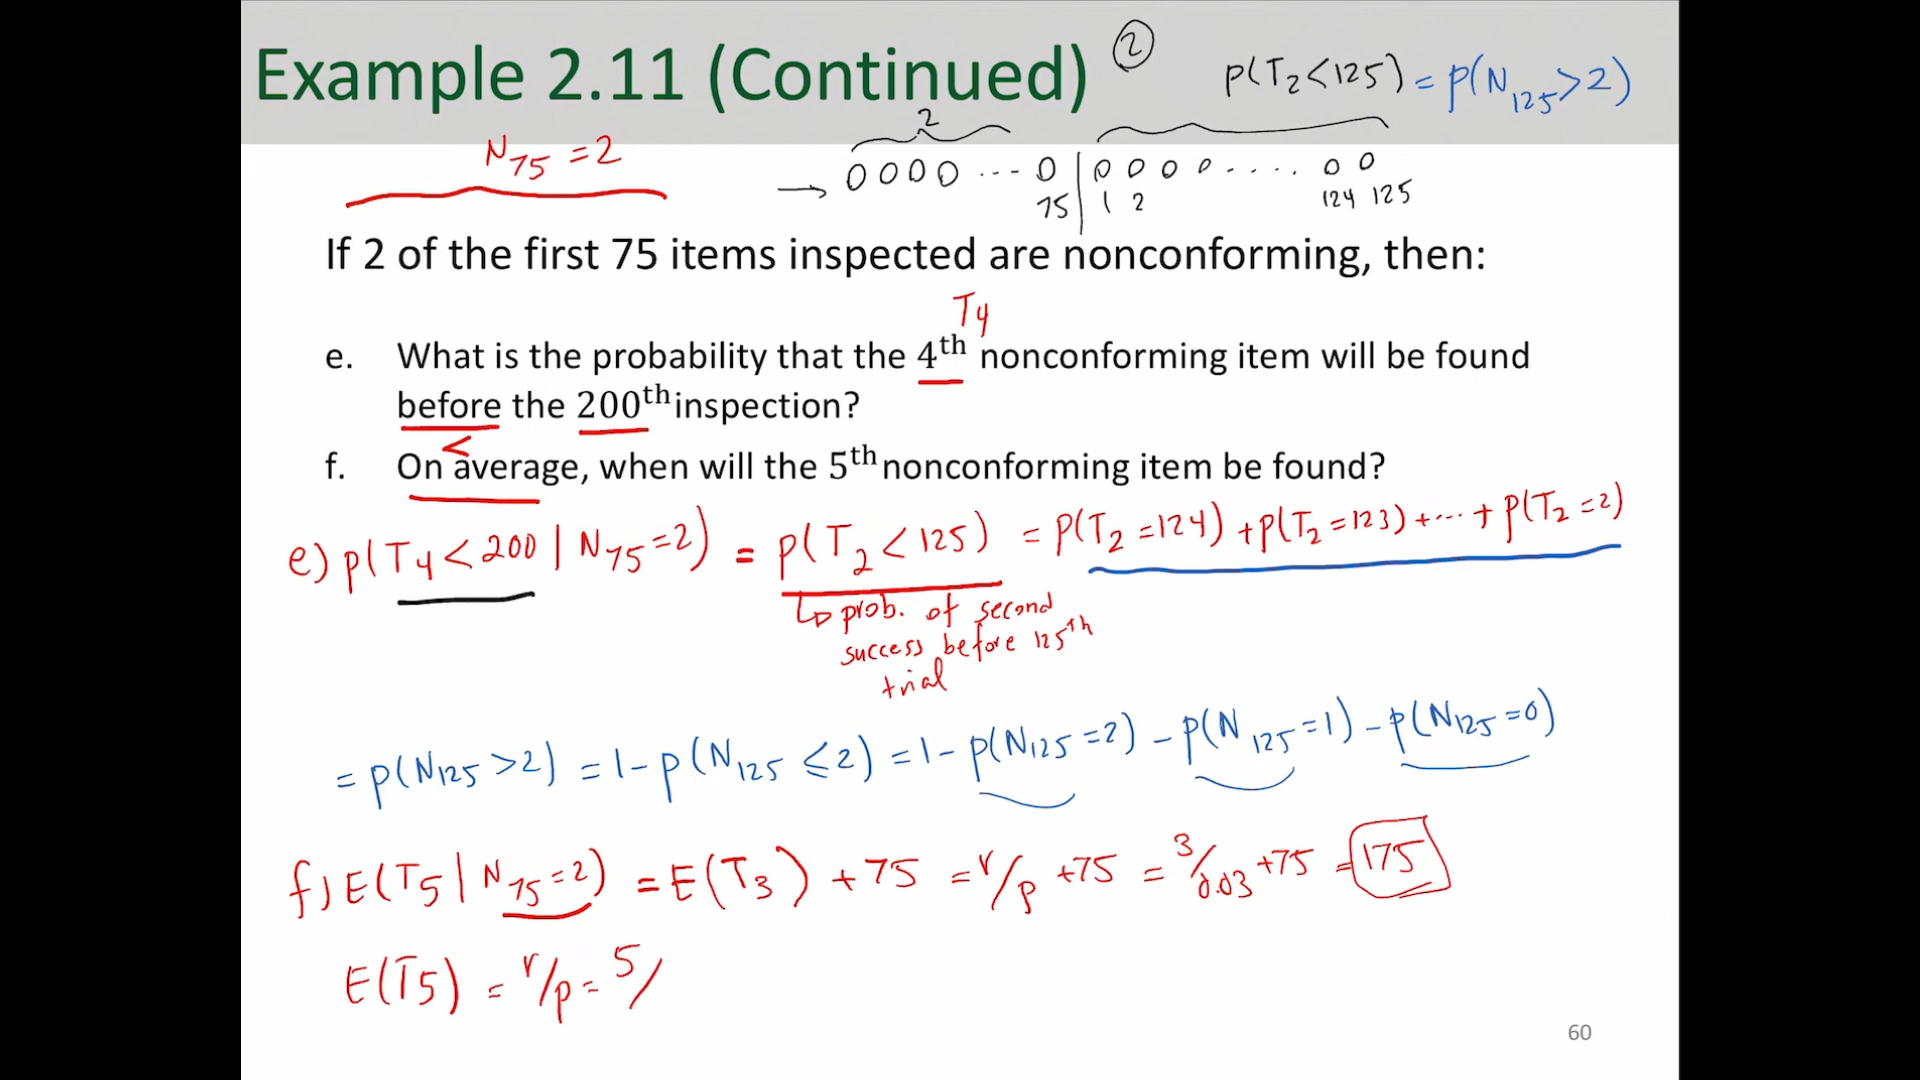 Example 2.11 (Continued) ②
P(T₂<125) = P(N₁₂₅>2)
N₇₅ = 2
2
→ 0 0 0 0 ... 0 | 0 0 0 0 ..... 0 0
75 | 1 2 124 125
If 2 of the first 75 items inspected are nonconforming, then:
T₄
e. What is the probability that the 4th nonconforming item will be found
before the 200th inspection?
<
f. On average, when will the 5th nonconforming item be found?
e) P(T₄<200 | N₇₅=2) = P(T₂<125) = P(T₂=124) + P(T₂=123) + ... + P(T₂=2)
↳ prob. of second
success before 125th
trial
= P(N₁₂₅>2) = 1-P(N₁₂₅≤2) = 1-P(N₁₂₅=2) - P(N₁₂₅=1) - P(N₁₂₅=0)
f) E(T₅ | N₇₅=2) = E(T₃) + 75 = r/p + 75 = 3/0.03 + 75 = 175
E(T₅) = r/p = 5/
60